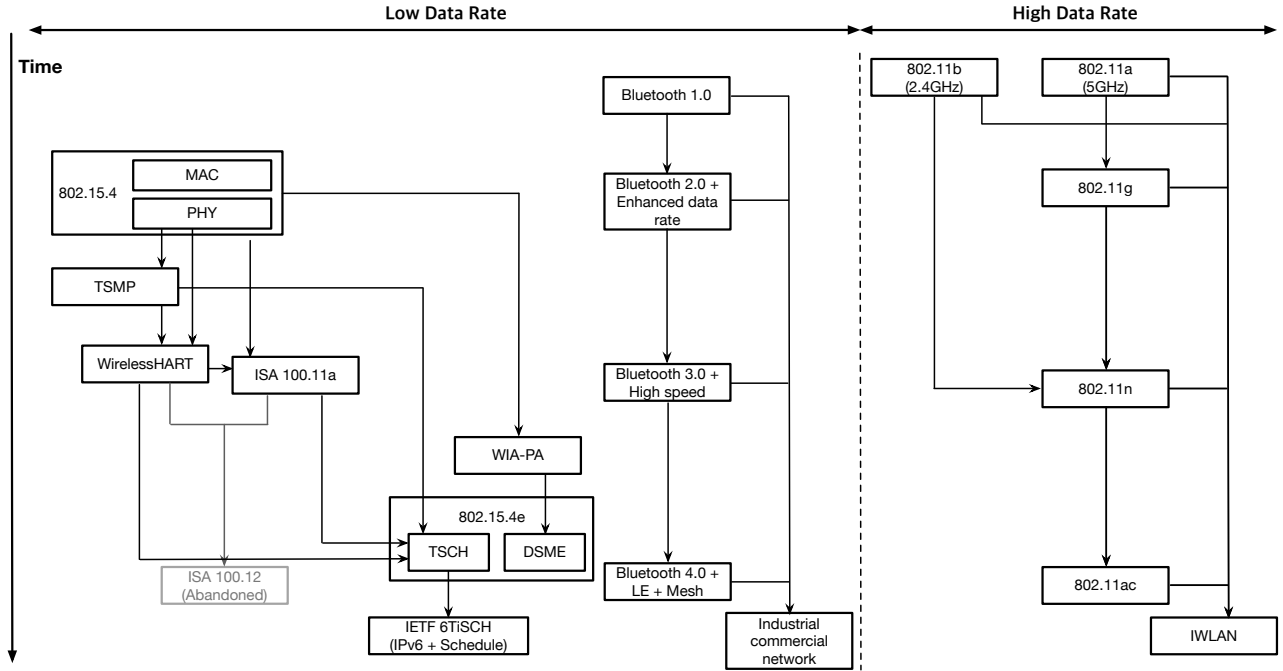 Low Data Rate
High Data Rate
Time
802.11b
(2.4GHz)
802.11a
(5GHz)
Bluetooth 1.0
802.15.4
MAC
PHY
Bluetooth 2.0 +
Enhanced data
rate
802.11g
TSMP
WirelessHART
ISA 100.11a
Bluetooth 3.0 +
High speed
802.11n
WIA-PA
802.15.4e
TSCH
DSME
ISA 100.12
(Abandoned)
Bluetooth 4.0 +
LE + Mesh
802.11ac
IETF 6TiSCH
(IPv6 + Schedule)
Industrial
commercial
network
IWLAN